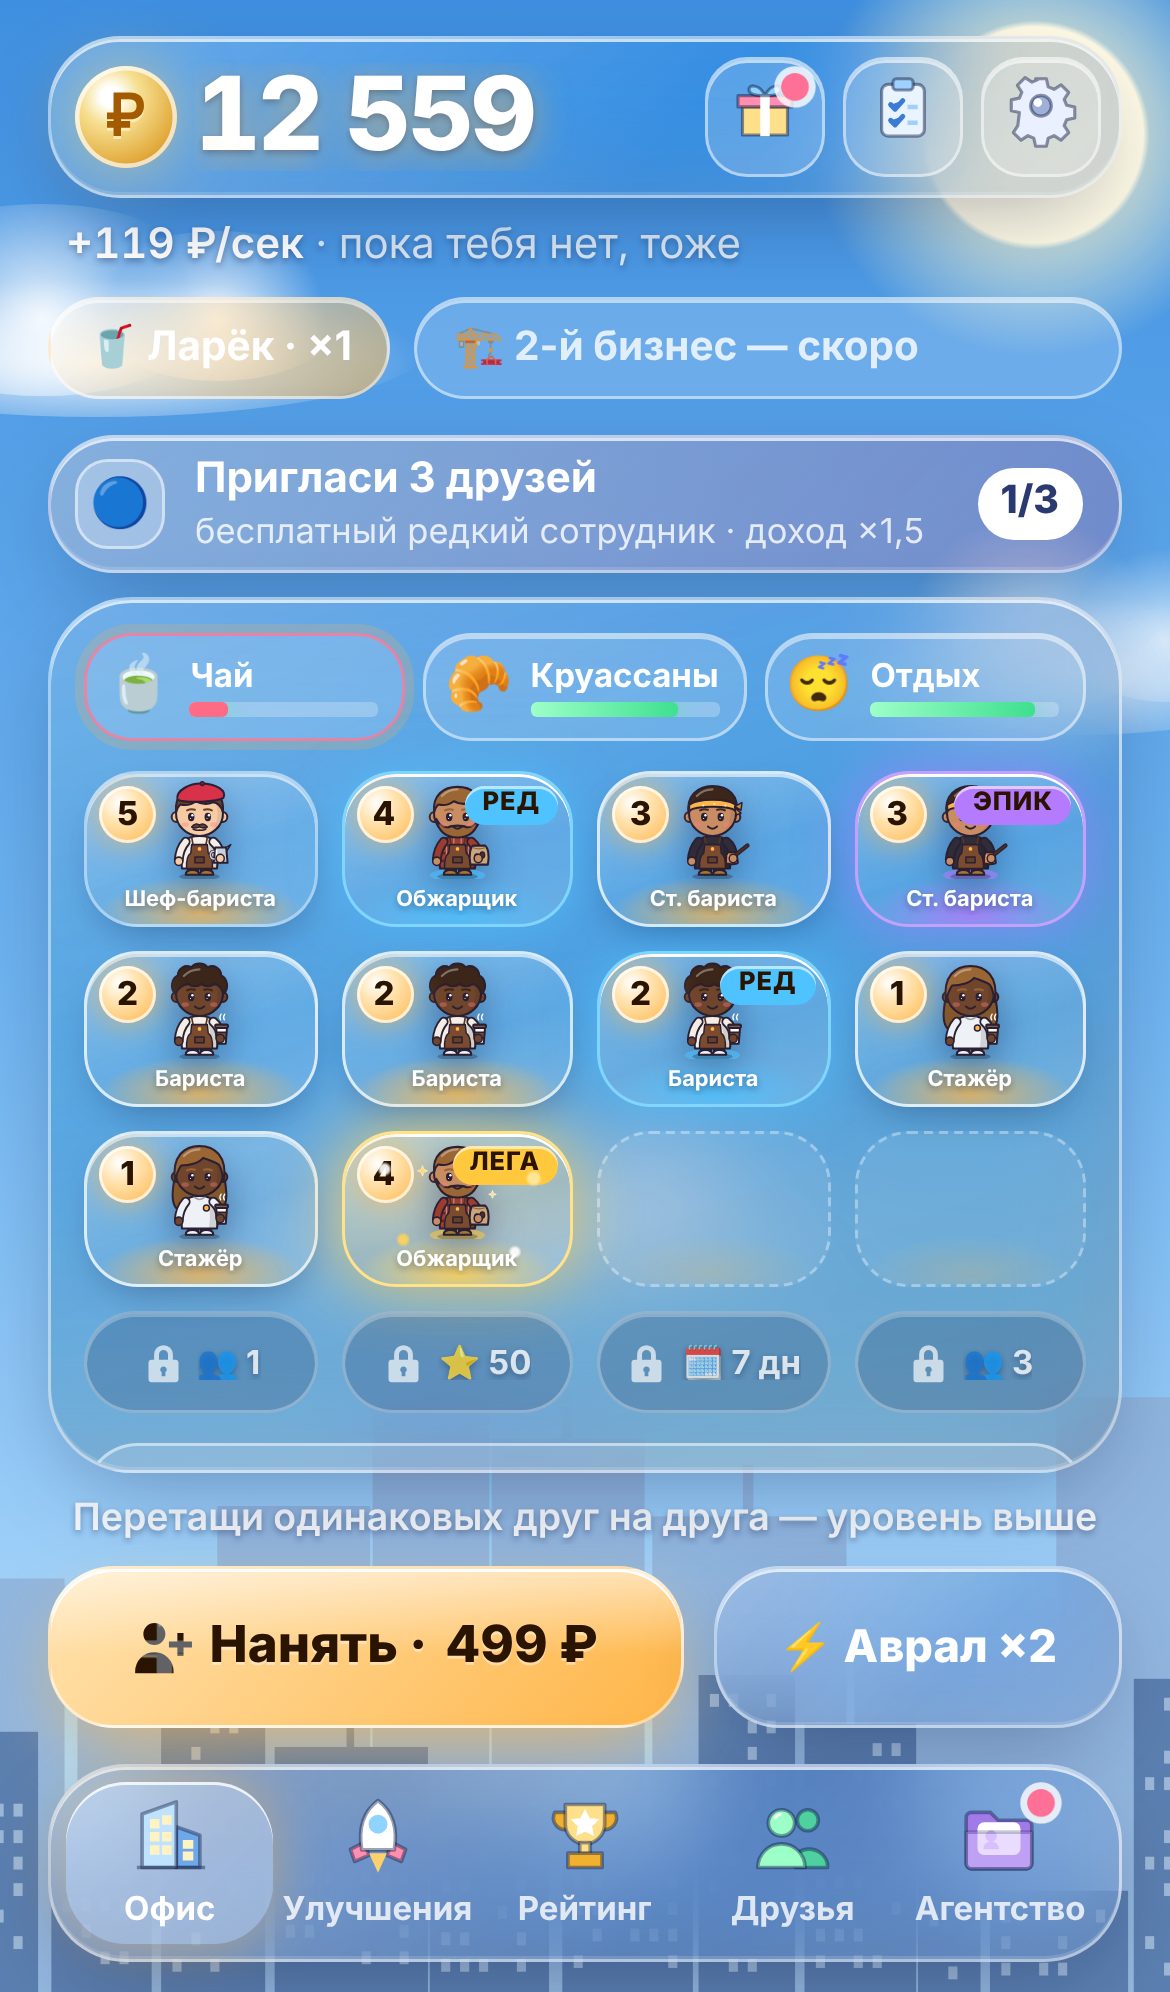 ₽ 12 559
+119 ₽/сек · пока тебя нет, тоже
Ларёк · ×1
2-й бизнес — скоро
Пригласи 3 друзей
бесплатный редкий сотрудник · доход ×1,5
1/3
Чай
Круассаны
Отдых
5
Шеф-бариста
4
РЕД
Обжарщик
3
Ст. бариста
3
ЭПИК
Ст. бариста
2
Бариста
2
Бариста
2
РЕД
Бариста
1
Стажёр
1
Стажёр
4
ЛЕГА
Обжарщик
1
50
7 дн
3
Перетащи одинаковых друг на друга — уровень выше
Нанять · 499 ₽
Аврал ×2
Офис
Улучшения
Рейтинг
Друзья
Агентство